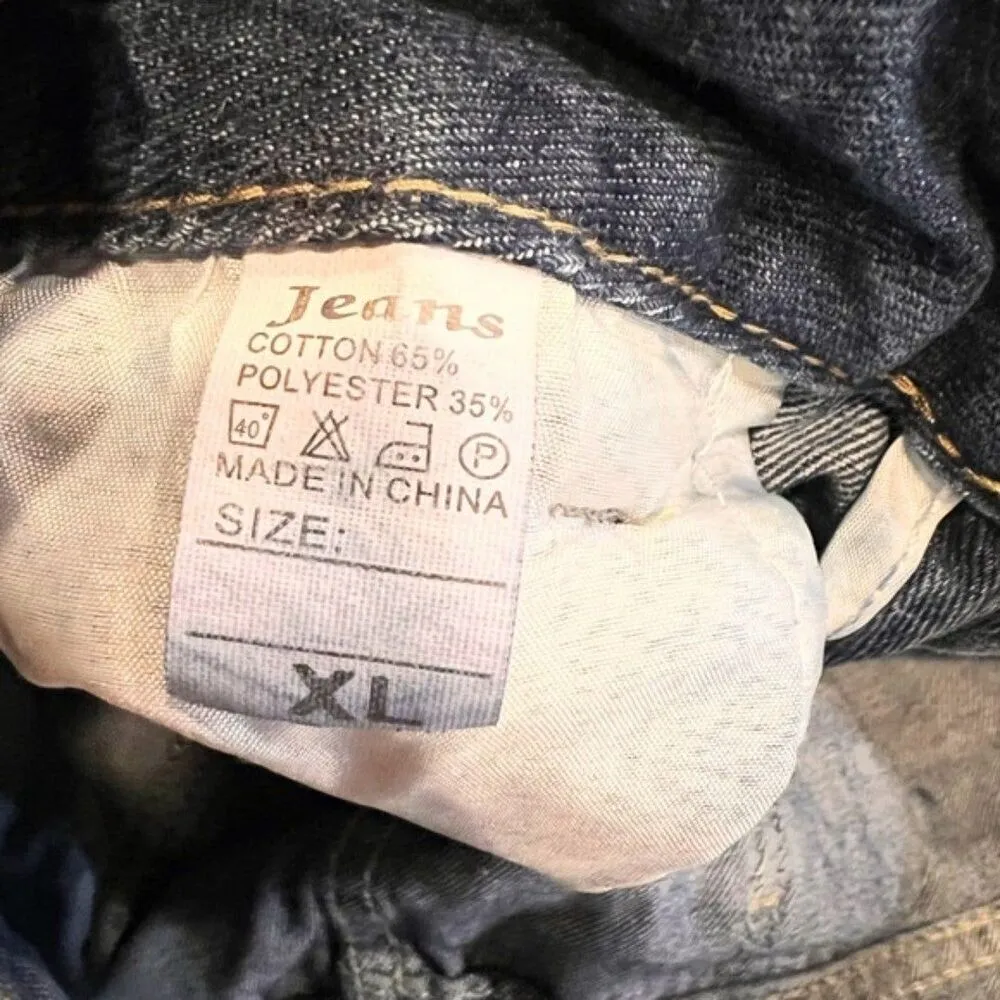 Jeans
COTTON 65%
POLYESTER 35%
40° P
MADE IN CHINA
SIZE:
XL